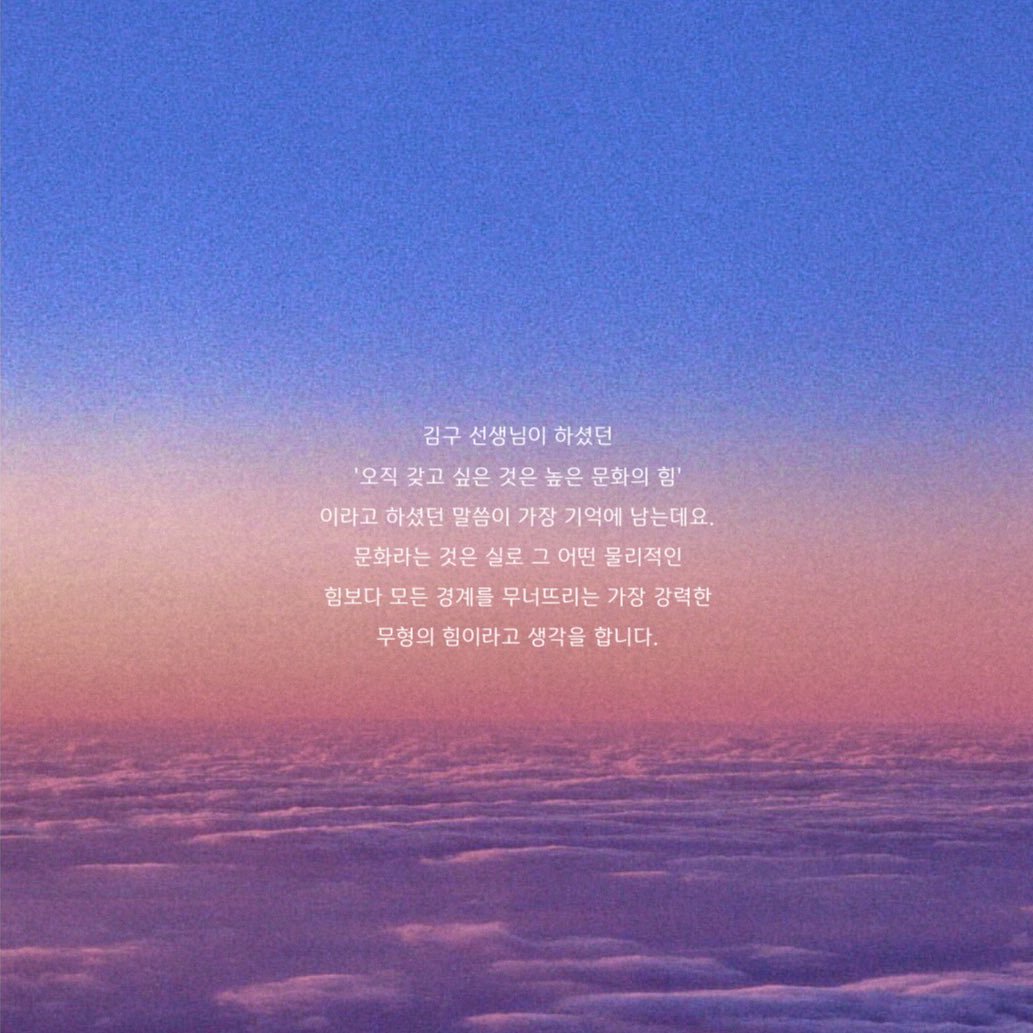 김구 선생님이 하셨던
'오직 갖고 싶은 것은 높은 문화의 힘'
이라고 하셨던 말씀이 가장 기억에 남는데요.
문화라는 것은 실로 그 어떤 물리적인
힘보다 모든 경계를 무너뜨리는 가장 강력한
무형의 힘이라고 생각을 합니다.